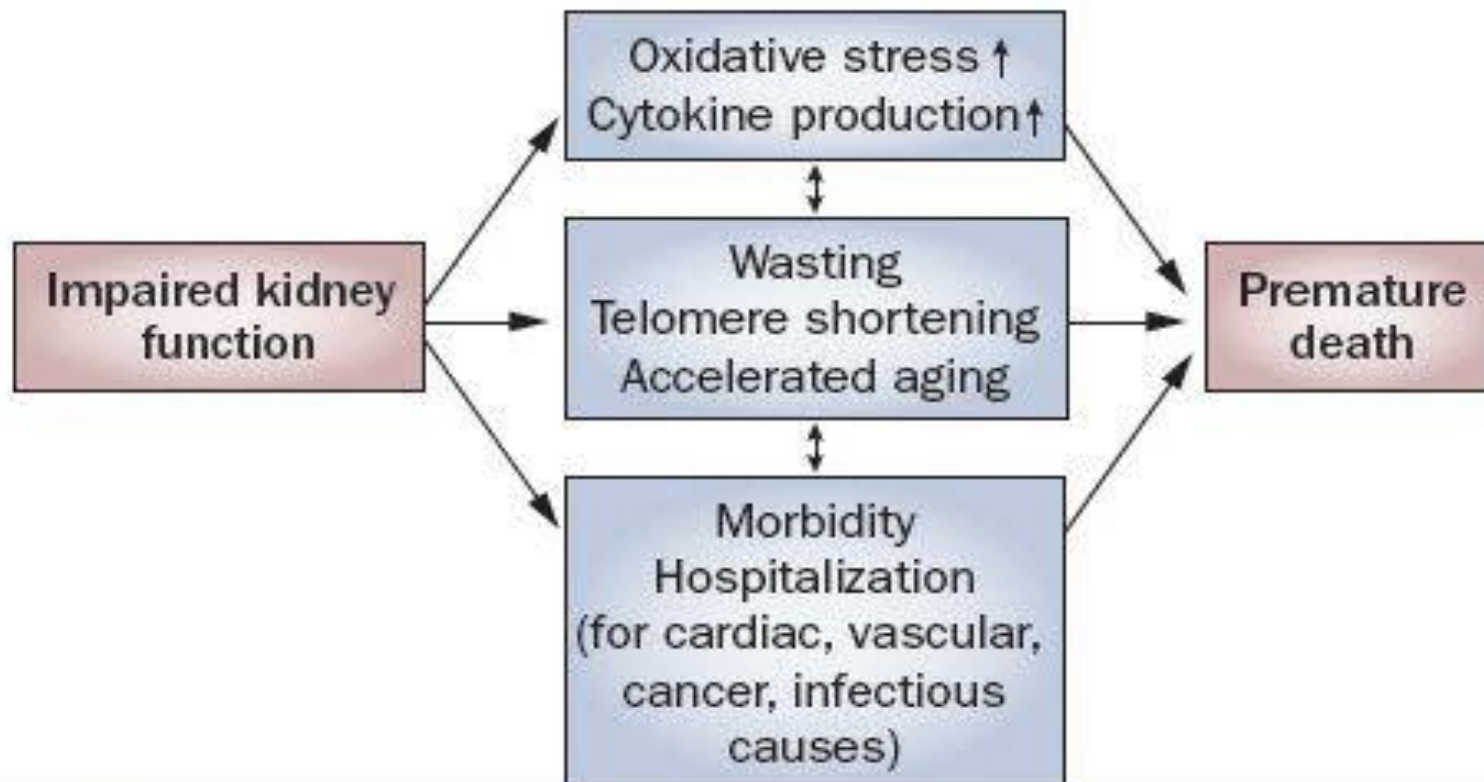 Oxidative stress ↑
Cytokine production ↑
Impaired kidney
function
Wasting
Telomere shortening
Accelerated aging
Premature
death
Morbidity
Hospitalization
(for cardiac, vascular,
cancer, infectious
causes)